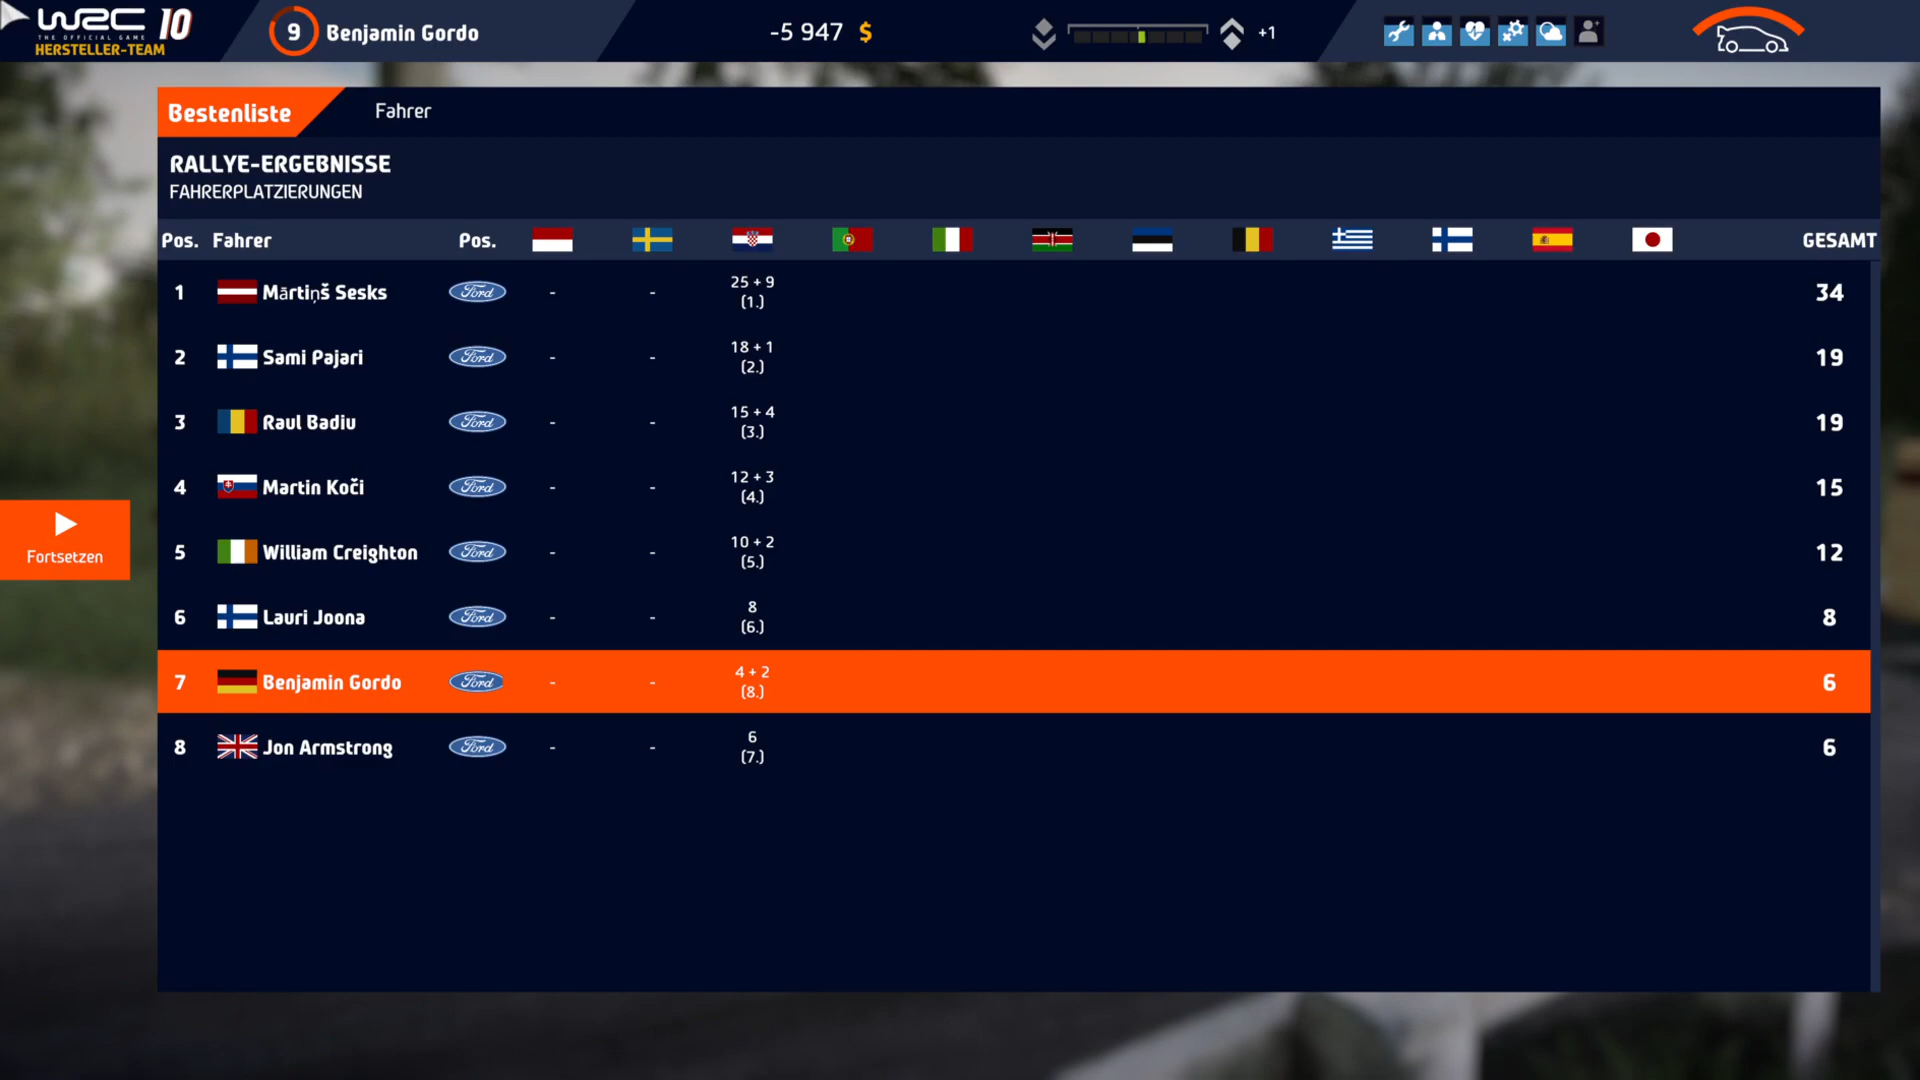 WRC 10
THE OFFICIAL GAME
HERSTELLER-TEAM
9 Benjamin Gordo
-5 947 $
+1
Bestenliste Fahrer
RALLYE-ERGEBNISSE
FAHRERPLATZIERUNGEN
Pos. Fahrer Pos. GESAMT
1 Mārtiņš Sesks Ford - - 25 + 9 34
(1.)
2 Sami Pajari Ford - - 18 + 1 19
(2.)
3 Raul Badiu Ford - - 15 + 4 19
(3.)
4 Martin Koči Ford - - 12 + 3 15
(4.)
5 William Creighton Ford - - 10 + 2 12
(5.)
6 Lauri Joona Ford - - 8 8
(6.)
7 Benjamin Gordo Ford - - 4 + 2 6
(8.)
8 Jon Armstrong Ford - - 6 6
(7.)
Fortsetzen